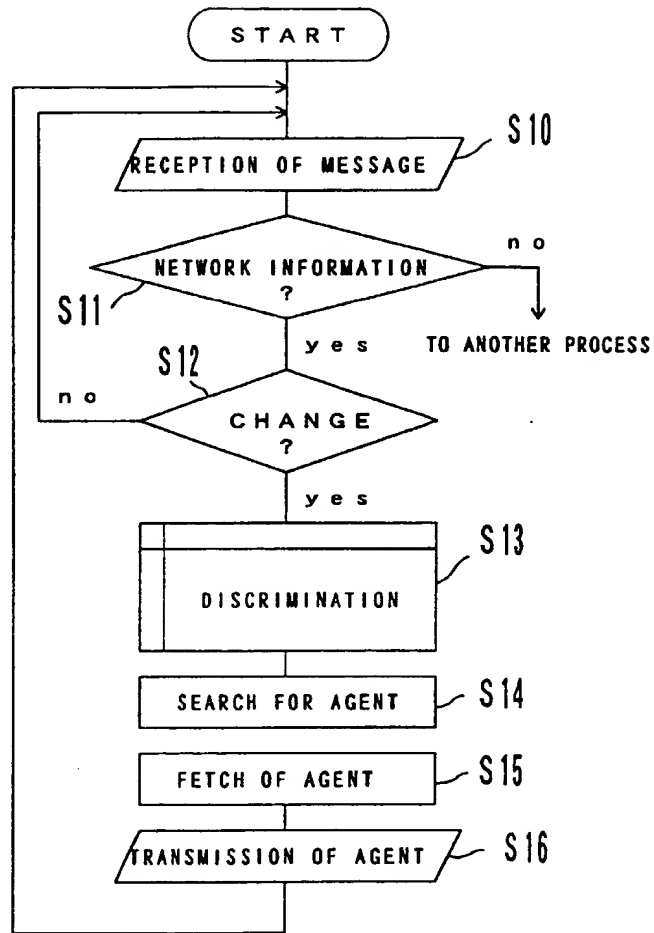 START
RECEPTION OF MESSAGE
S10
NETWORK INFORMATION
?
no
S11
yes
TO ANOTHER PROCESS
S12
no
CHANGE
?
yes
S13
DISCRIMINATION
SEARCH FOR AGENT
S14
FETCH OF AGENT
S15
TRANSMISSION OF AGENT
S16